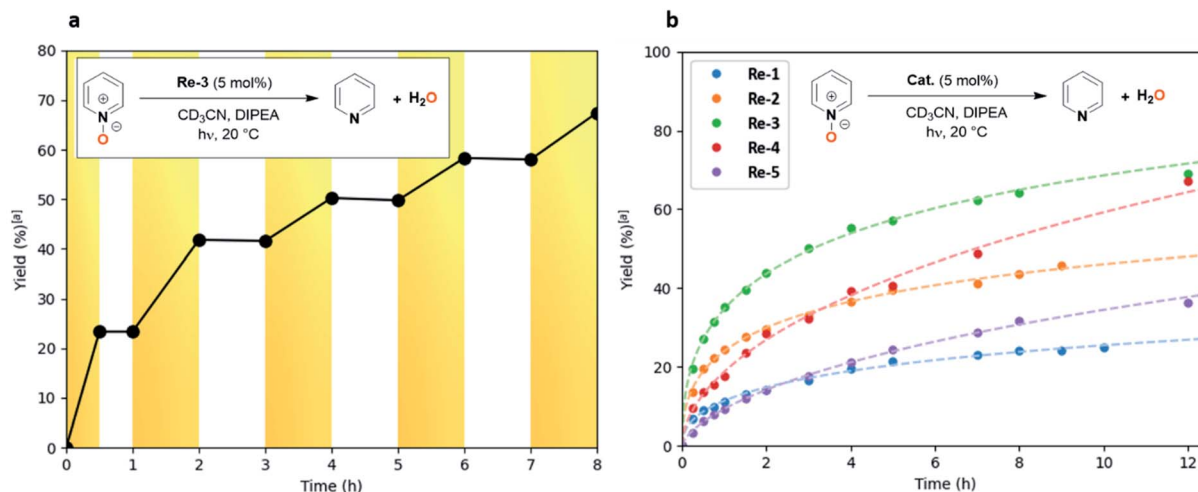 a
80
70
60
50
40
30
20
10
0
Yield (%)[a]
0 1 2 3 4 5 6 7 8
Time (h)
N
+
O
−
Re-3 (5 mol%)
CD3CN, DIPEA
hν, 20 °C
N
+ H2O
b
100
80
60
40
20
0
Yield (%)[a]
0 2 4 6 8 10 12
Time (h)
Re-1
Re-2
Re-3
Re-4
Re-5
N
+
O
−
Cat. (5 mol%)
CD3CN, DIPEA
hν, 20 °C
N
+ H2O